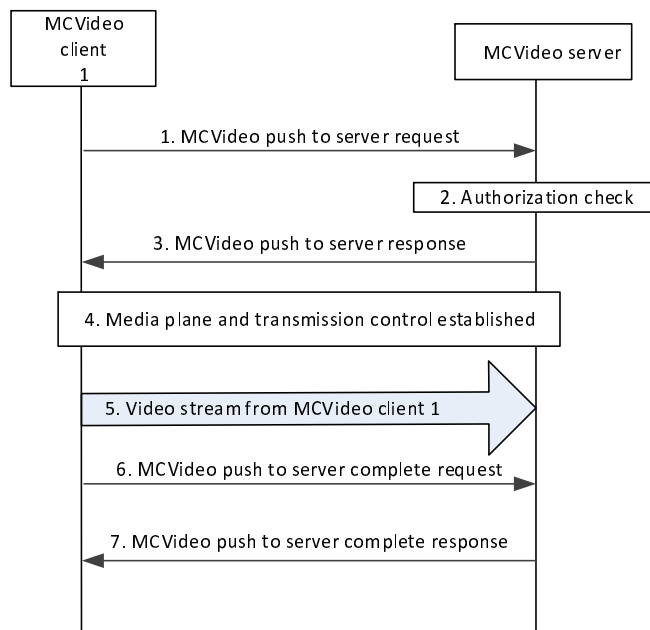 MCVideo
client
1
MCVideo server
1. MCVideo push to server request
2. Authorization check
3. MCVideo push to server response
4. Media plane and transmission control established
5. Video stream from MCVideo client 1
6. MCVideo push to server complete request
7. MCVideo push to server complete response